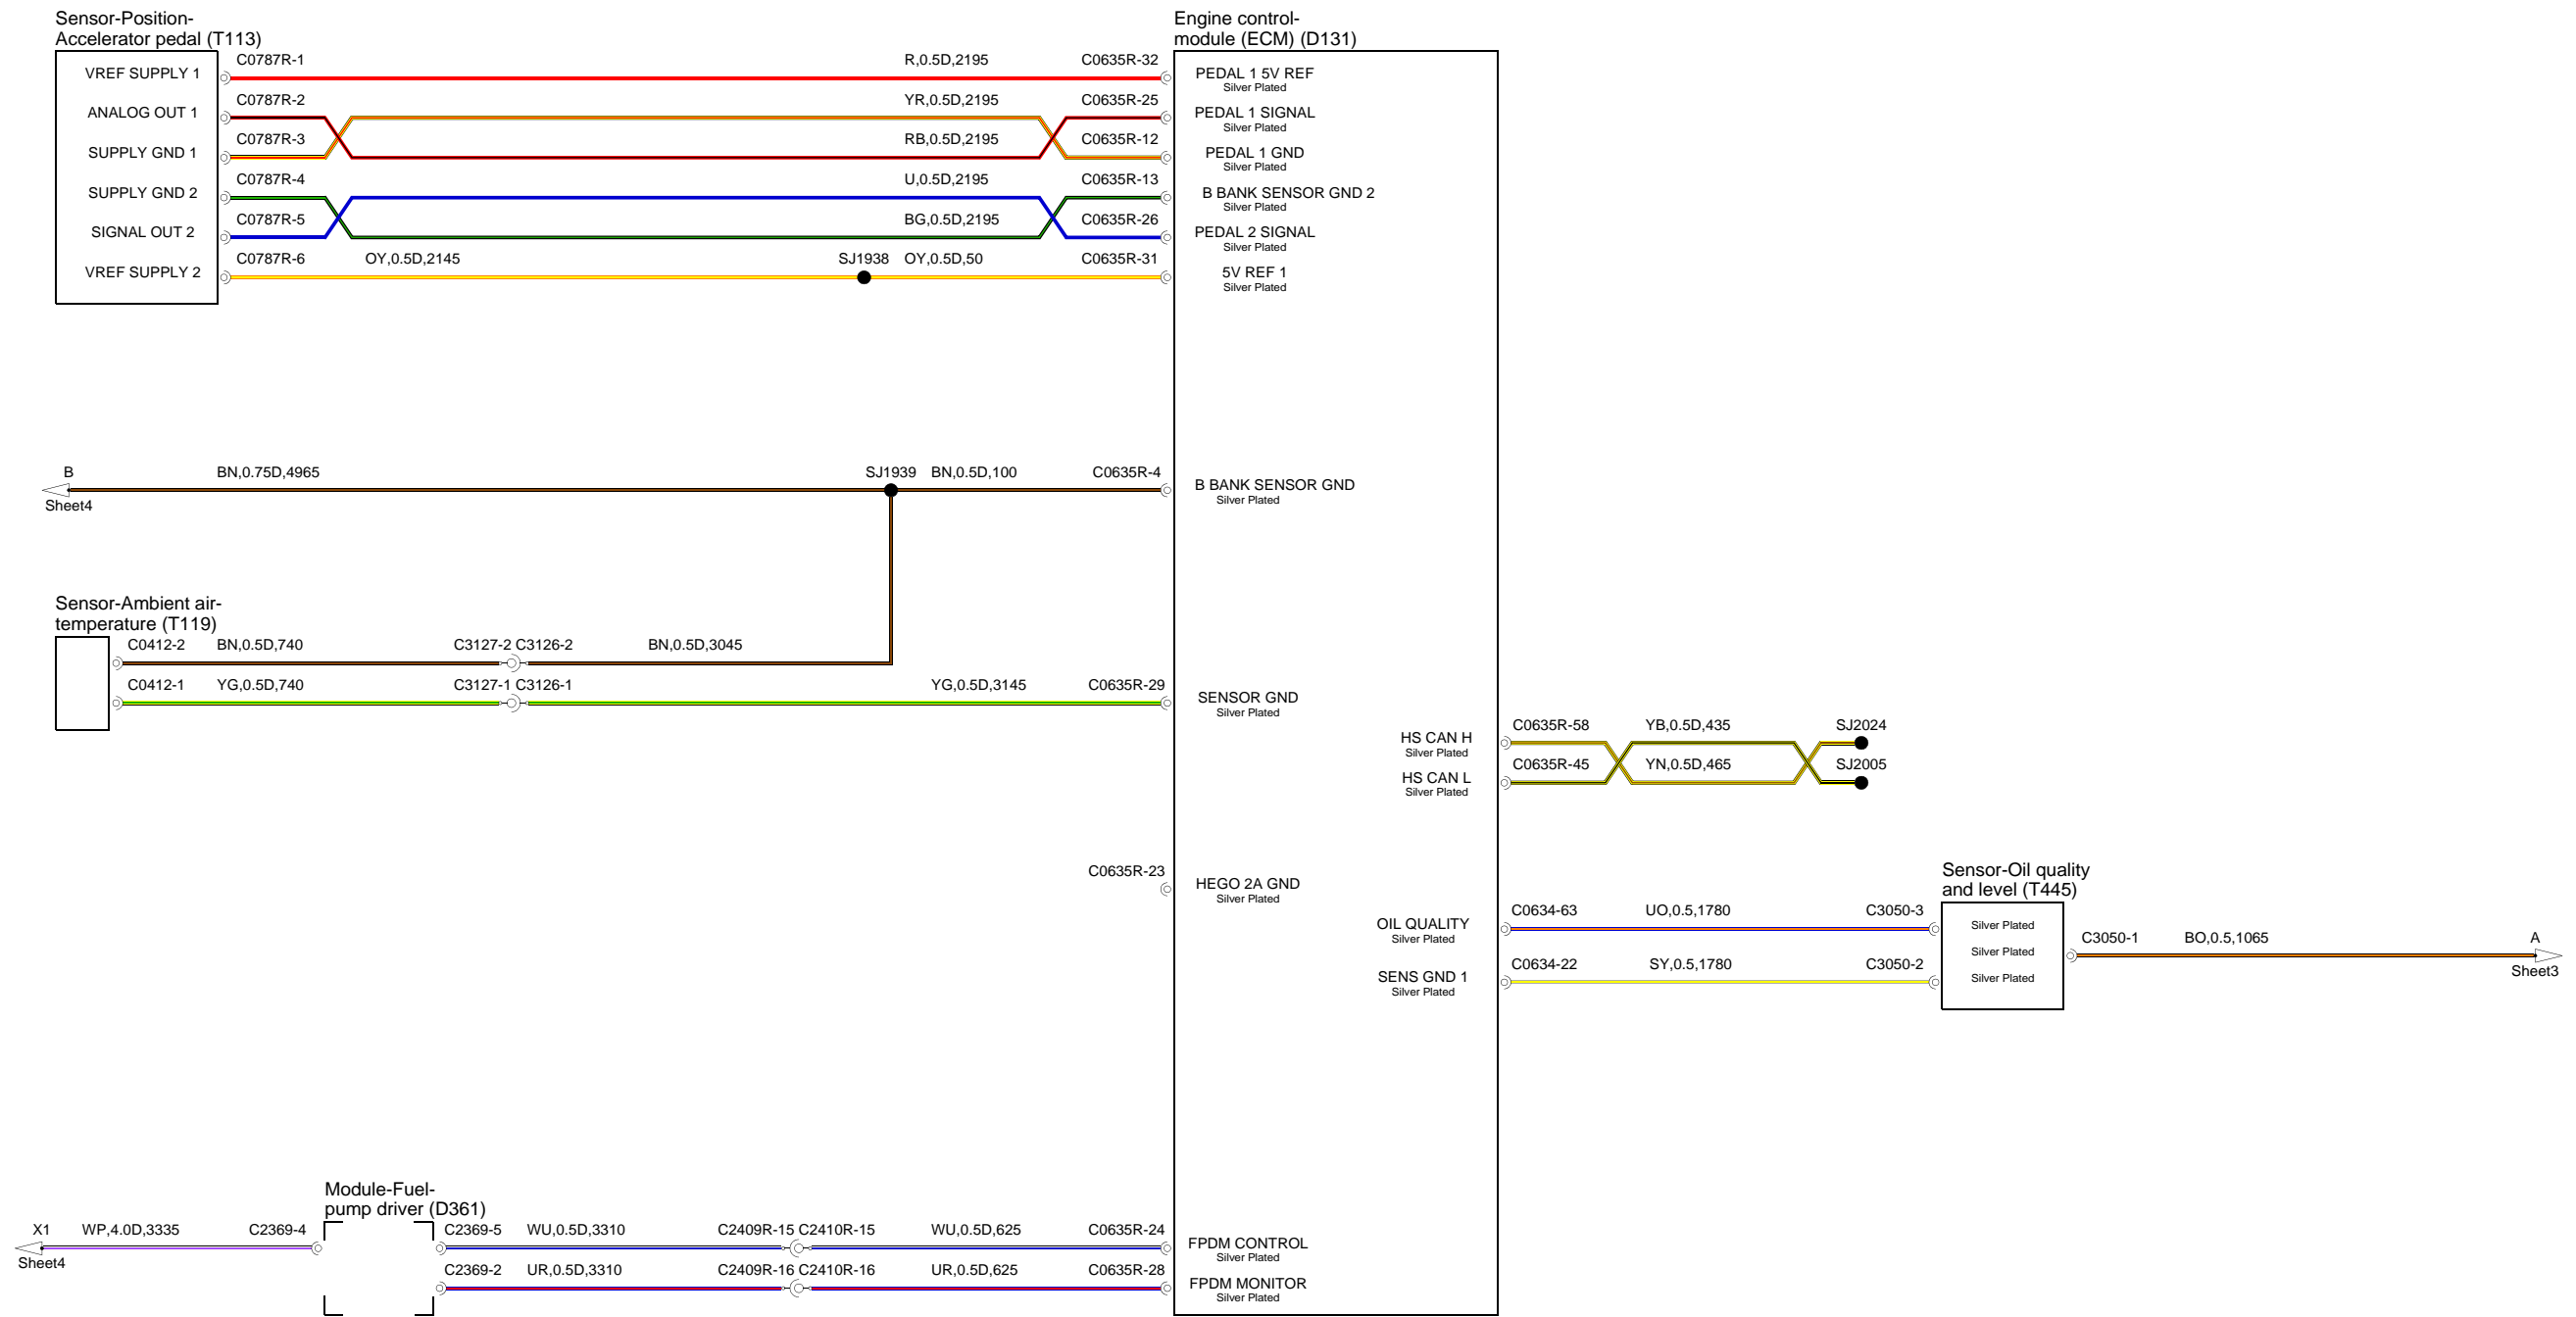 Sensor-Position-
Accelerator pedal (T113)
Engine control-
module (ECM) (D131)
VREF SUPPLY 1
C0787R-1
R,0.5D,2195
C0635R-32
PEDAL 1 5V REF
Silver Plated
ANALOG OUT 1
C0787R-2
YR,0.5D,2195
C0635R-25
PEDAL 1 SIGNAL
Silver Plated
SUPPLY GND 1
C0787R-3
RB,0.5D,2195
C0635R-12
PEDAL 1 GND
Silver Plated
SUPPLY GND 2
C0787R-4
U,0.5D,2195
C0635R-13
B BANK SENSOR GND 2
Silver Plated
SIGNAL OUT 2
C0787R-5
BG,0.5D,2195
C0635R-26
PEDAL 2 SIGNAL
Silver Plated
VREF SUPPLY 2
C0787R-6
OY,0.5D,2145
SJ1938
OY,0.5D,50
C0635R-31
5V REF 1
Silver Plated
B
Sheet4
BN,0.75D,4965
SJ1939
BN,0.5D,100
C0635R-4
B BANK SENSOR GND
Silver Plated
Sensor-Ambient air-
temperature (T119)
C0412-2
BN,0.5D,740
C3127-2 C3126-2
BN,0.5D,3045
C0412-1
YG,0.5D,740
C3127-1 C3126-1
YG,0.5D,3145
C0635R-29
SENSOR GND
Silver Plated
HS CAN H
Silver Plated
C0635R-58
YB,0.5D,435
SJ2024
HS CAN L
Silver Plated
C0635R-45
YN,0.5D,465
SJ2005
C0635R-23
HEGO 2A GND
Silver Plated
Sensor-Oil quality
and level (T445)
OIL QUALITY
Silver Plated
C0634-63
UO,0.5,1780
C3050-3
Silver Plated
Silver Plated
Silver Plated
C3050-1
BO,0.5,1065
A
Sheet3
SENS GND 1
Silver Plated
C0634-22
SY,0.5,1780
C3050-2
Module-Fuel-
pump driver (D361)
X1
Sheet4
WP,4.0D,3335
C2369-4
C2369-5
WU,0.5D,3310
C2409R-15 C2410R-15
WU,0.5D,625
C0635R-24
FPDM CONTROL
Silver Plated
C2369-2
UR,0.5D,3310
C2409R-16 C2410R-16
UR,0.5D,625
C0635R-28
FPDM MONITOR
Silver Plated